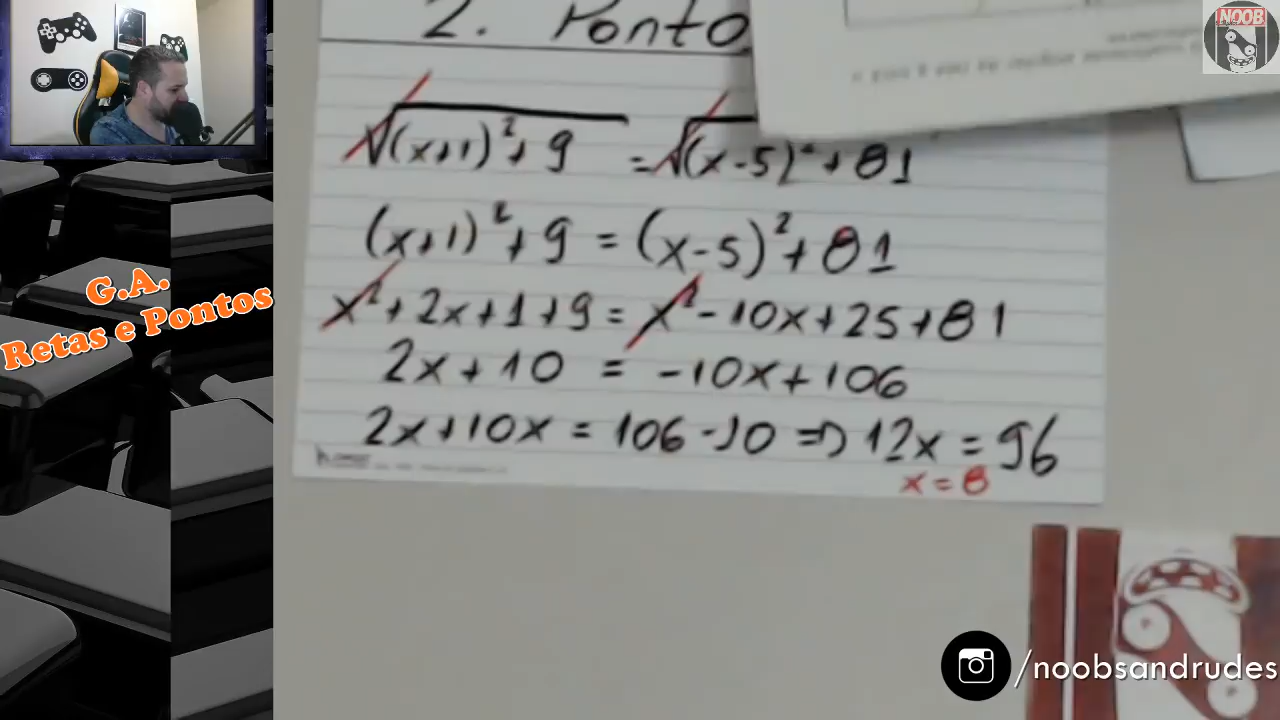 NOOB
2. Ponto
√(x+1)²+9 = √(x-5)²+81
(x+1)²+9 = (x-5)²+81
x²+2x+1+9 = x²-10x+25+81
2x+10 = -10x+106
2x+10x = 106-10 ⇒ 12x = 96
x = 8
G.A.
Retas e Pontos
/noobsandrudes